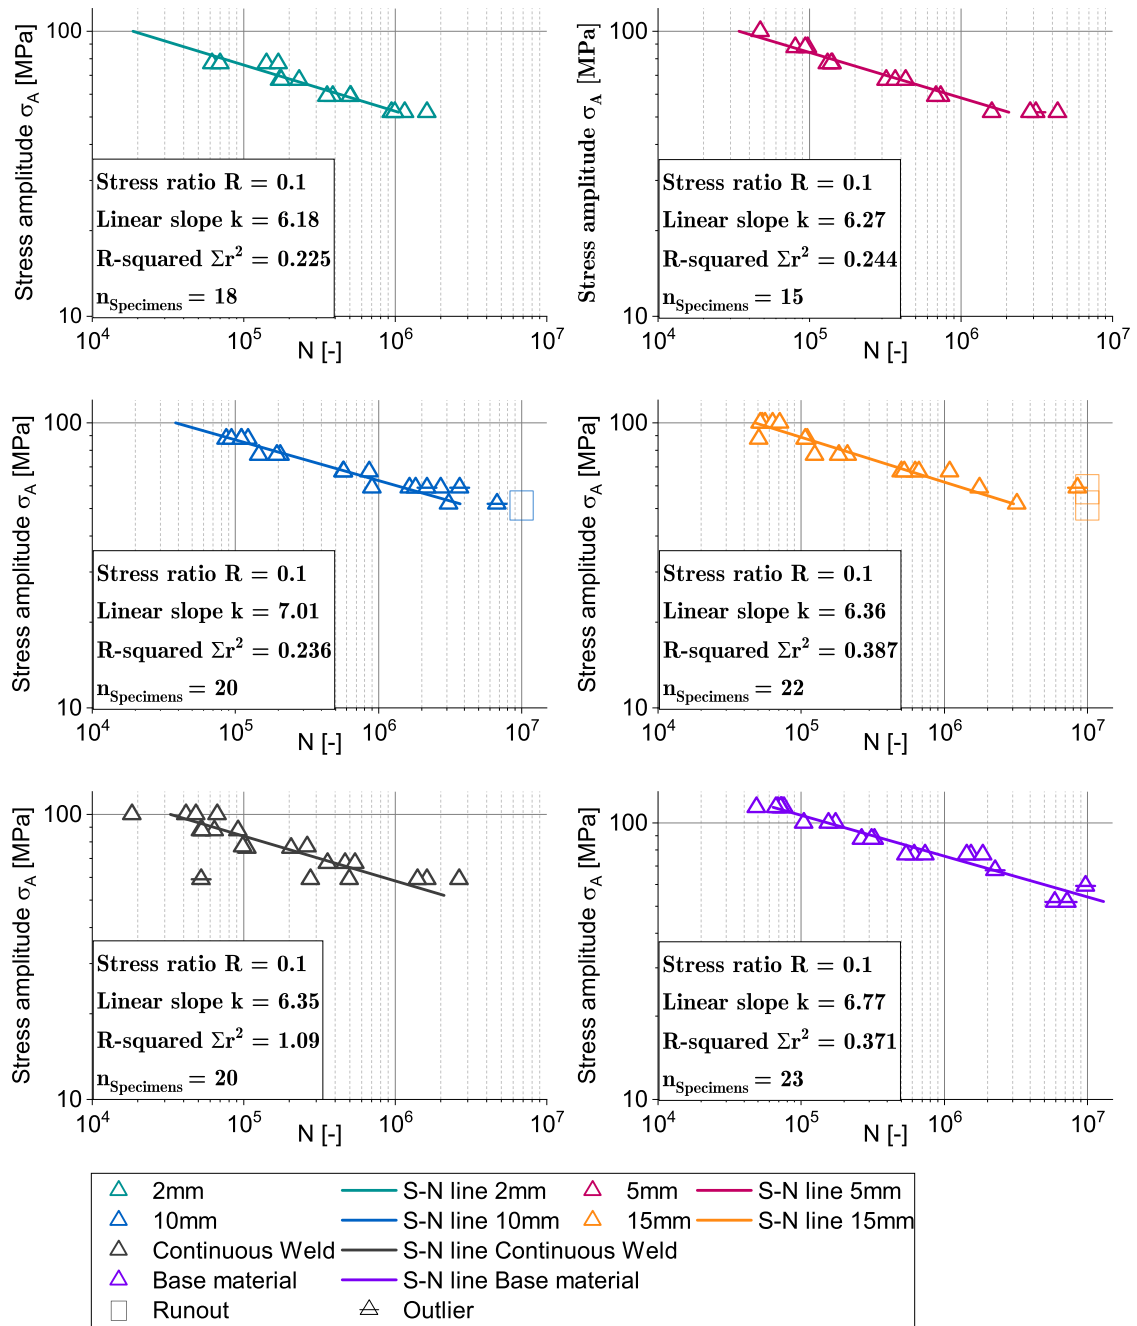 Stress amplitude σA [MPa]
100
10
Stress ratio R = 0.1
Linear slope k = 6.18
R-squared Σr² = 0.225
nSpecimens = 18
10⁴ 10⁵ 10⁶ 10⁷
N [-]
Stress amplitude σA [MPa]
100
10
Stress ratio R = 0.1
Linear slope k = 6.27
R-squared Σr² = 0.244
nSpecimens = 15
10⁴ 10⁵ 10⁶ 10⁷
N [-]
Stress amplitude σA [MPa]
100
10
Stress ratio R = 0.1
Linear slope k = 7.01
R-squared Σr² = 0.236
nSpecimens = 20
10⁴ 10⁵ 10⁶ 10⁷
N [-]
Stress amplitude σA [MPa]
100
10
Stress ratio R = 0.1
Linear slope k = 6.36
R-squared Σr² = 0.387
nSpecimens = 22
10⁴ 10⁵ 10⁶ 10⁷
N [-]
Stress amplitude σA [MPa]
100
10
Stress ratio R = 0.1
Linear slope k = 6.35
R-squared Σr² = 1.09
nSpecimens = 20
10⁴ 10⁵ 10⁶ 10⁷
N [-]
Stress amplitude σA [MPa]
100
10
Stress ratio R = 0.1
Linear slope k = 6.77
R-squared Σr² = 0.371
nSpecimens = 23
10⁴ 10⁵ 10⁶ 10⁷
N [-]
2mm S-N line 2mm 5mm S-N line 5mm
10mm S-N line 10mm 15mm S-N line 15mm
Continuous Weld S-N line Continuous Weld
Base material S-N line Base material
Runout Outlier